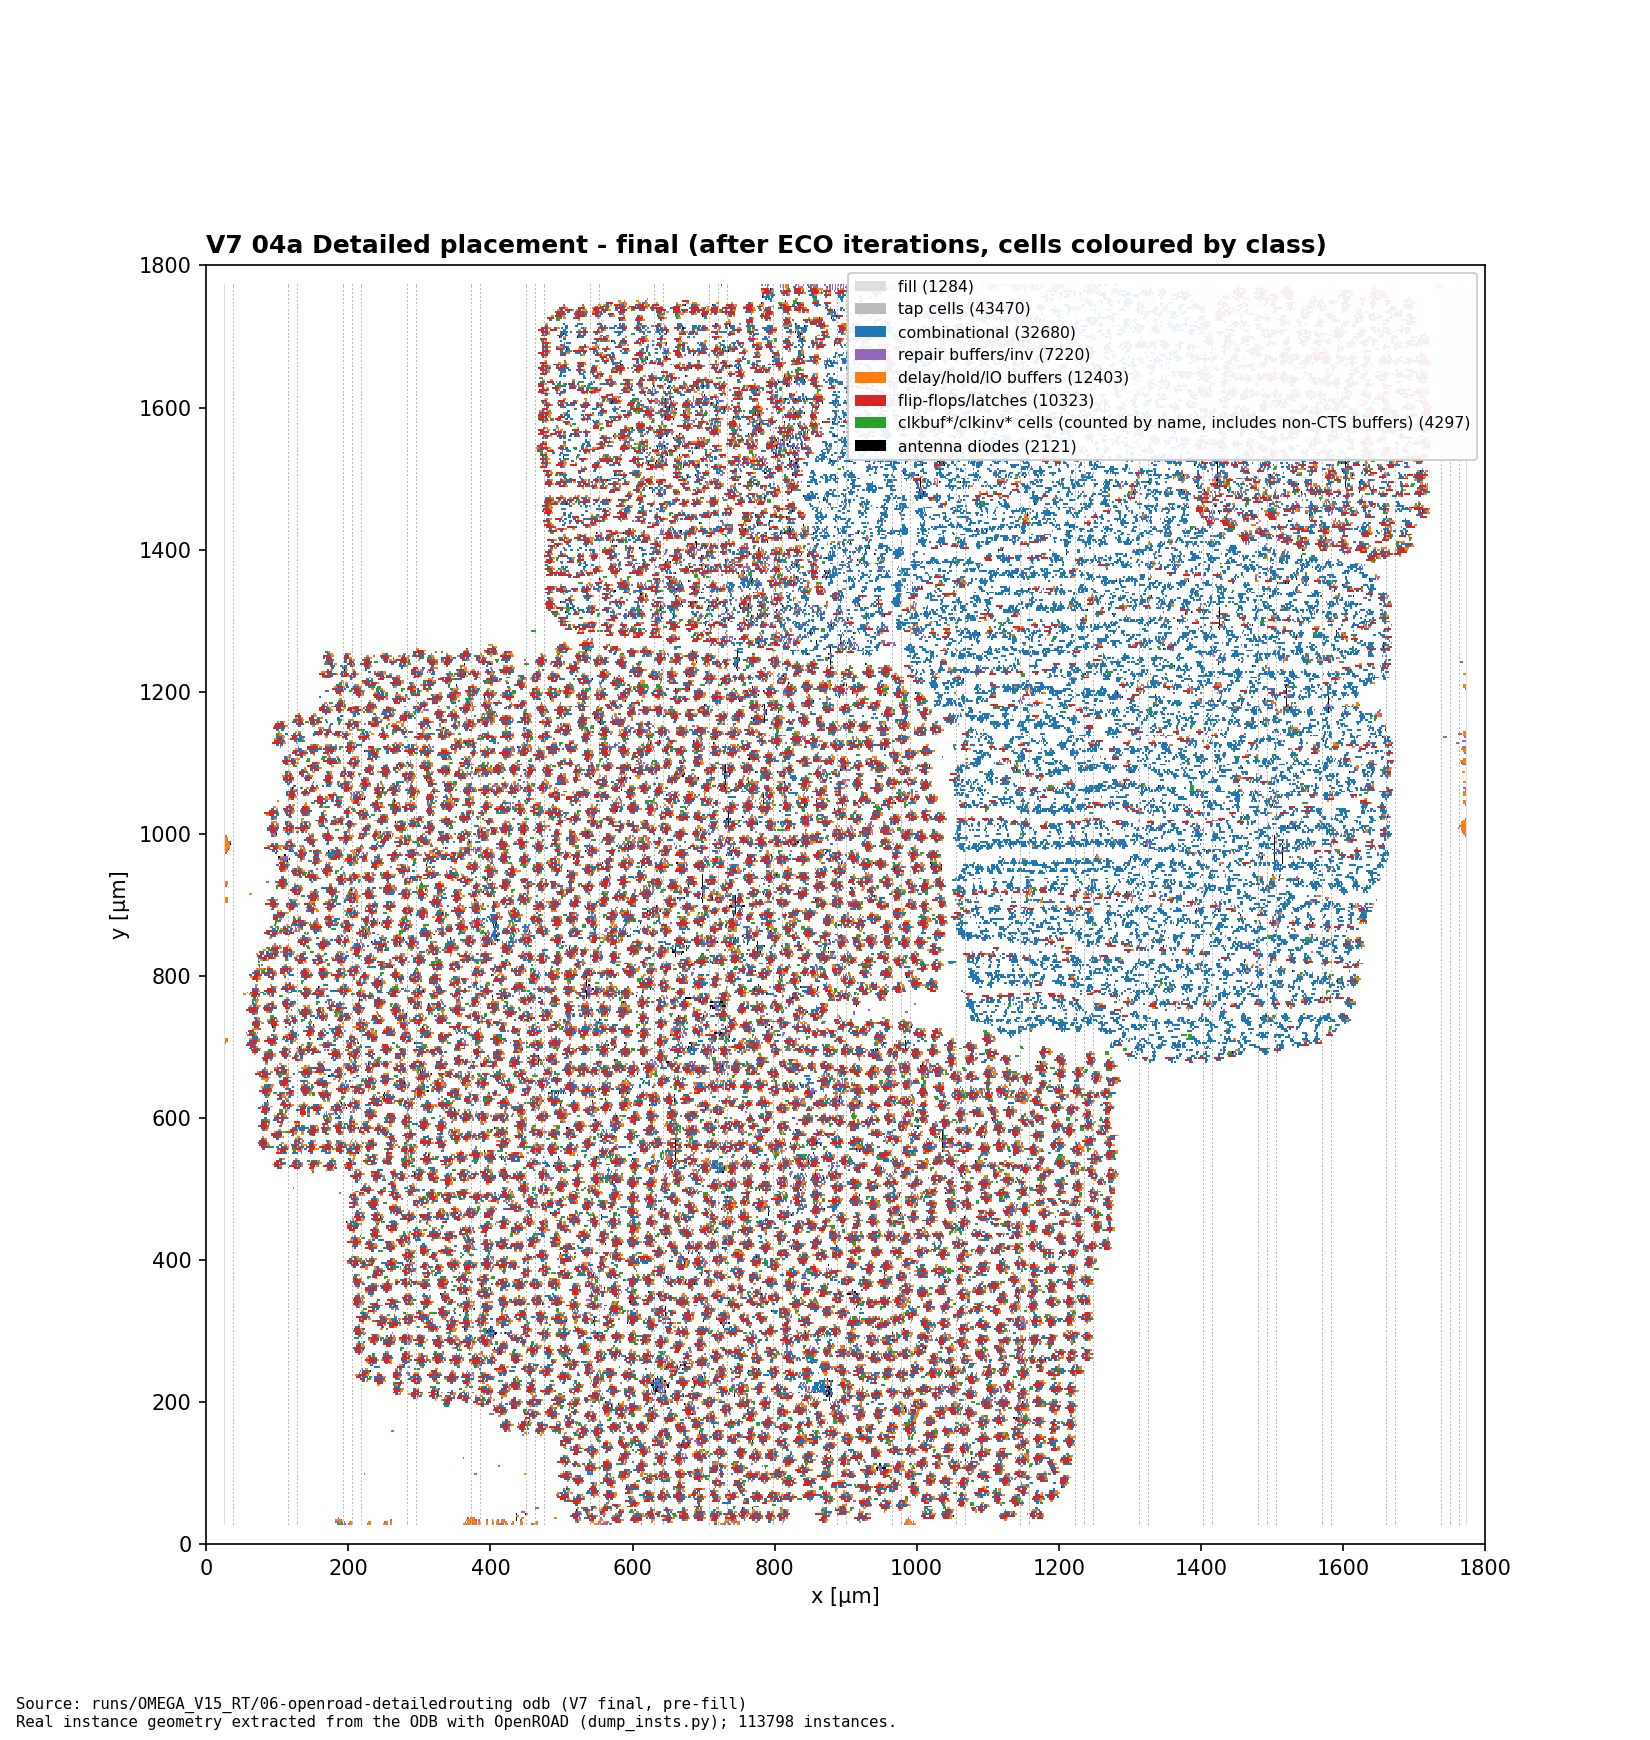 V7 04a Detailed placement - final (after ECO iterations, cells coloured by class)
fill (1284)
tap cells (43470)
combinational (32680)
repair buffers/inv (7220)
delay/hold/IO buffers (12403)
flip-flops/latches (10323)
clkbuf*/clkinv* cells (counted by name, includes non-CTS buffers) (4297)
antenna diodes (2121)
1800
1600
1400
1200
1000
800
600
400
200
0
y [µm]
0 200 400 600 800 1000 1200 1400 1600 1800
x [µm]
Source: runs/OMEGA_V15_RT/06-openroad-detailedrouting odb (V7 final, pre-fill)
Real instance geometry extracted from the ODB with OpenROAD (dump_insts.py); 113798 instances.